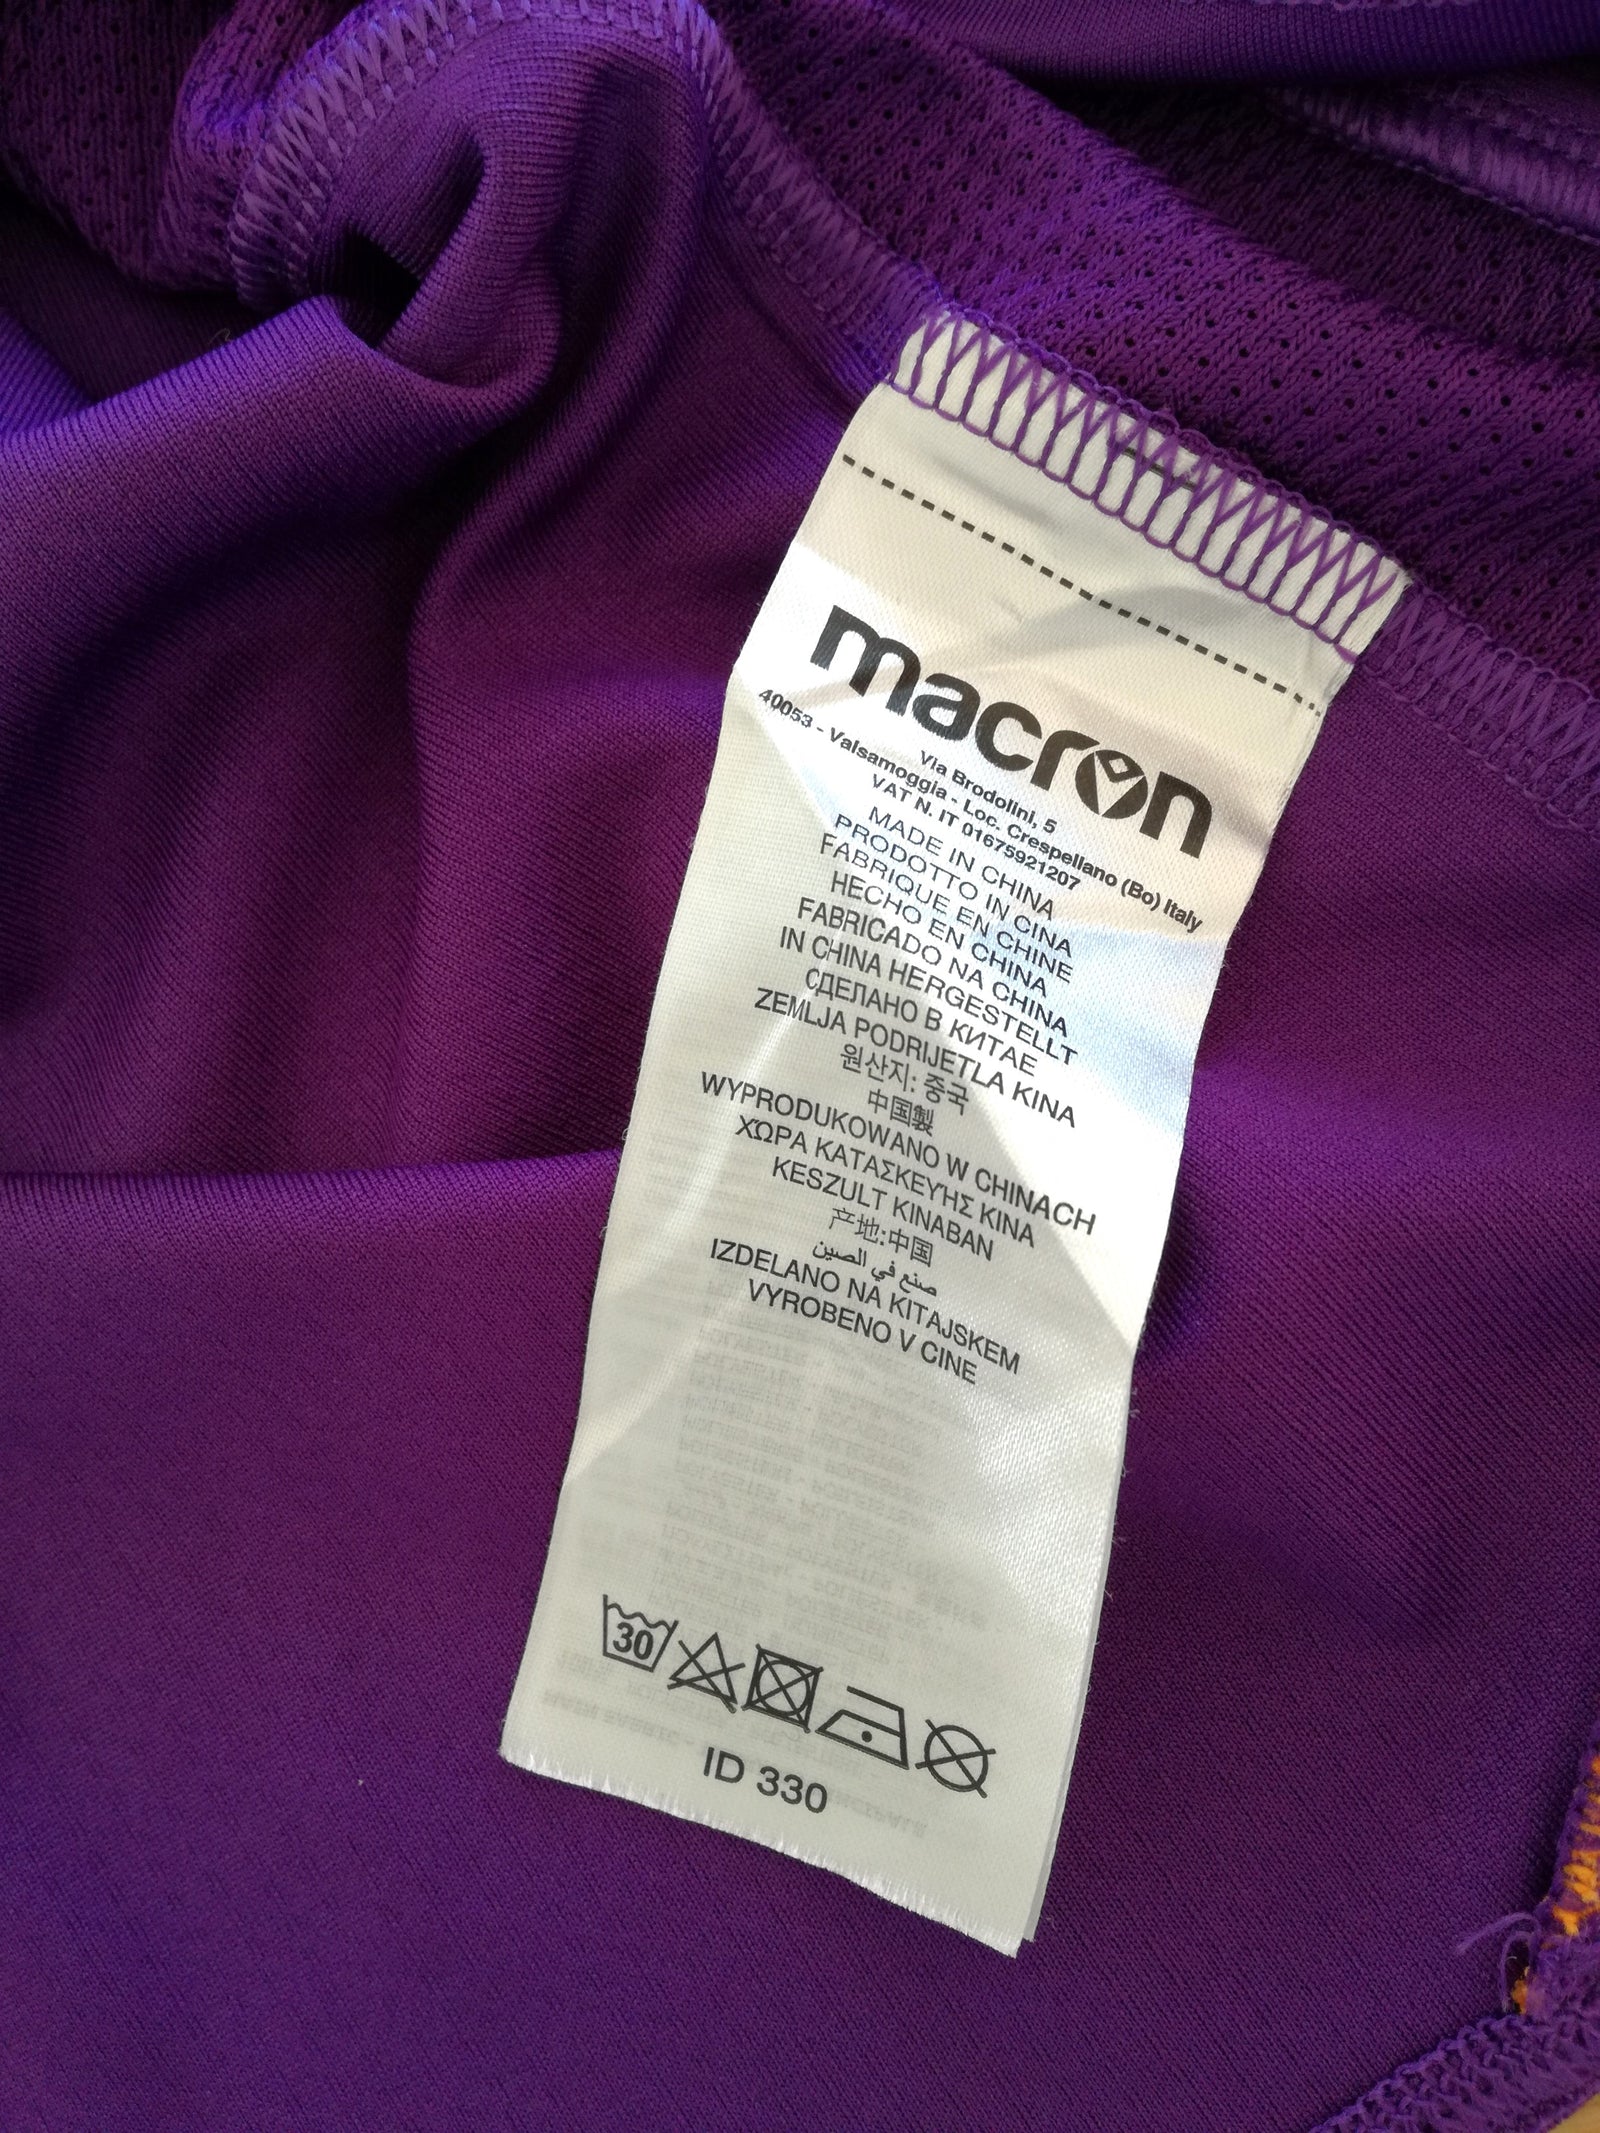 macron
Via Brodolini, 5
40053 - Valsamoggia - Loc. Crespellano (Bo) Italy
VAT N. IT 01675921207
MADE IN CHINA
PRODOTTO IN CINA
FABRIQUE EN CHINE
HECHO EN CHINA
FABRICADO NA CHINA
IN CHINA HERGESTELLT
СДЕЛАНО В КИТАЕ
ZEMLJA PODRIJETLA KINA
원산지: 중국
中国製
WYPRODUKOWANO W CHINACH
ΧΏΡΑ ΚΑΤΑΣΚΕΥΉΣ ΚΙΝΑ
KESZULT KINABAN
产地:中国
صنع في الصين
IZDELANO NA KITAJSKEM
VYROBENO V CINE
30
ID 330